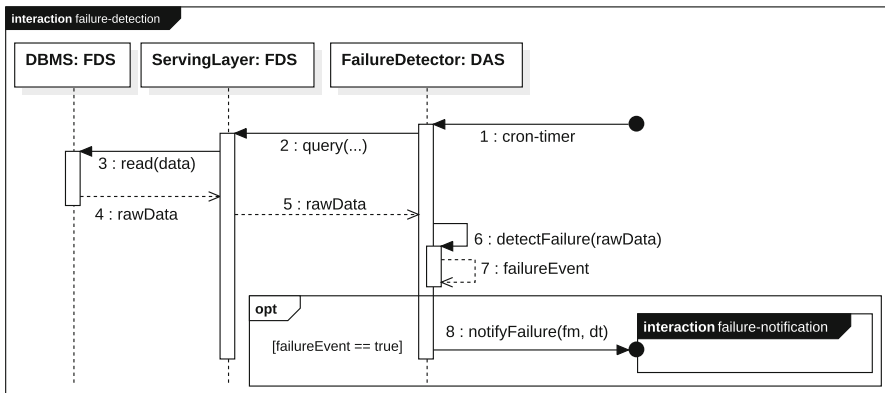 interaction failure-detection
DBMS: FDS
ServingLayer: FDS
FailureDetector: DAS
1 : cron-timer
2 : query(...)
3 : read(data)
4 : rawData
5 : rawData
6 : detectFailure(rawData)
7 : failureEvent
opt
[failureEvent == true]
8 : notifyFailure(fm, dt)
interaction failure-notification